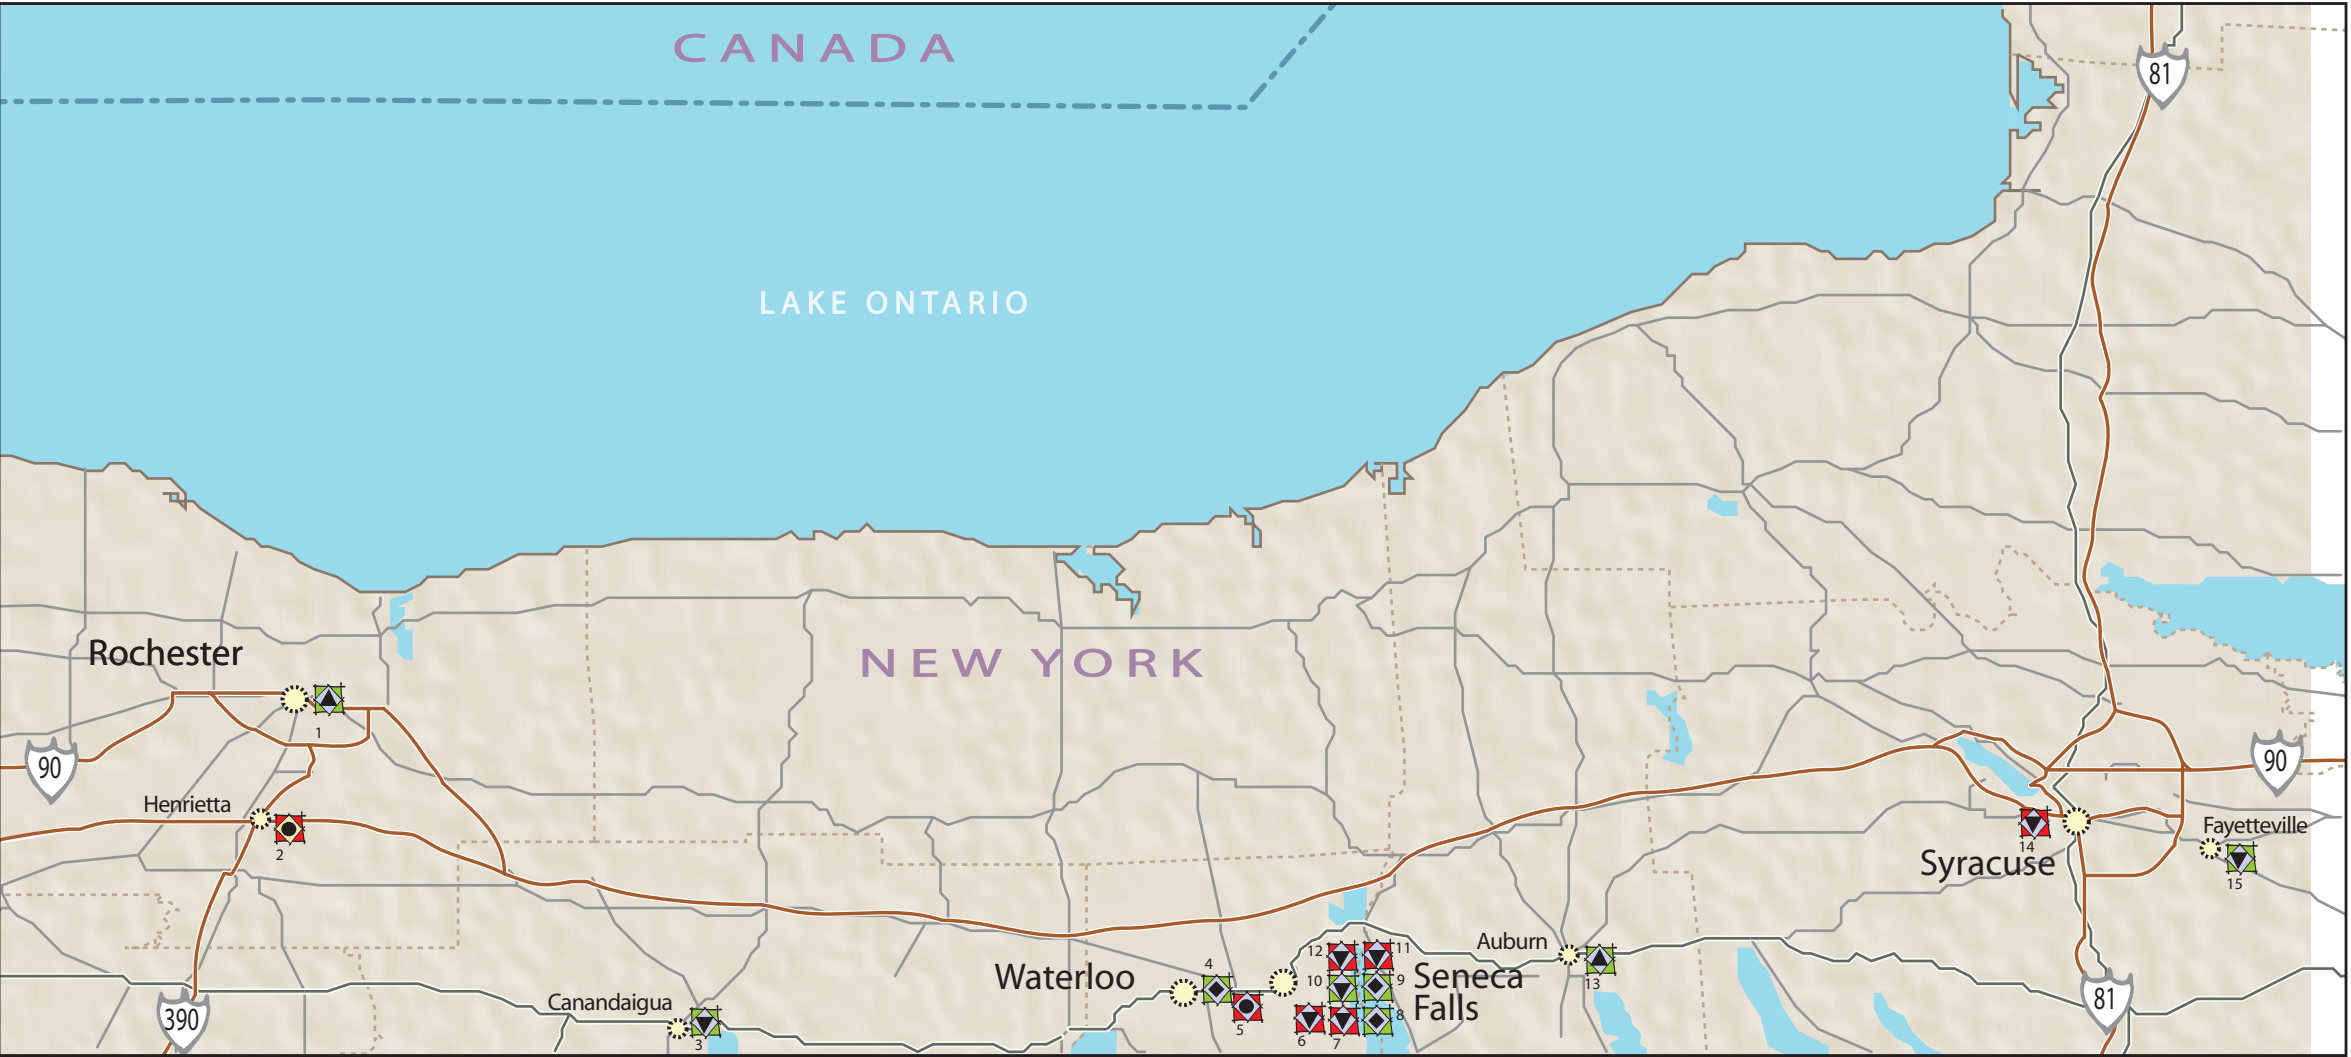 CANADA
81
LAKE ONTARIO
Rochester
NEW YORK
1
90
90
Henrietta
2
14
Fayetteville
Syracuse
15
Auburn
12
11
4
Waterloo
10
9
Seneca
Falls
13
Canandaigua
390
3
5
6
7
8
81